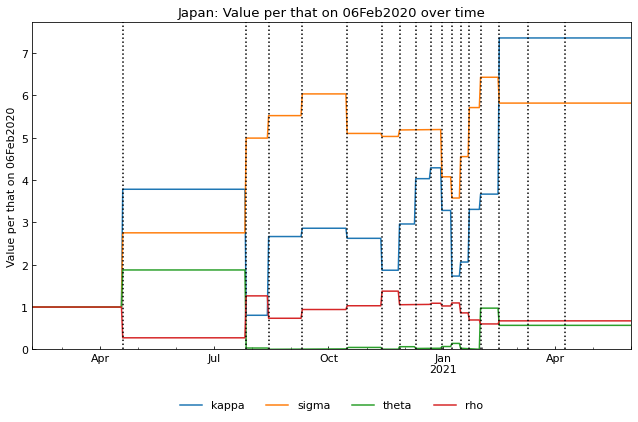 Japan: Value per that on 06Feb2020 over time
Value per that on 06Feb2020
7
6
5
4
3
2
1
0
Apr Jul Oct Jan Apr
2021
kappa sigma theta rho